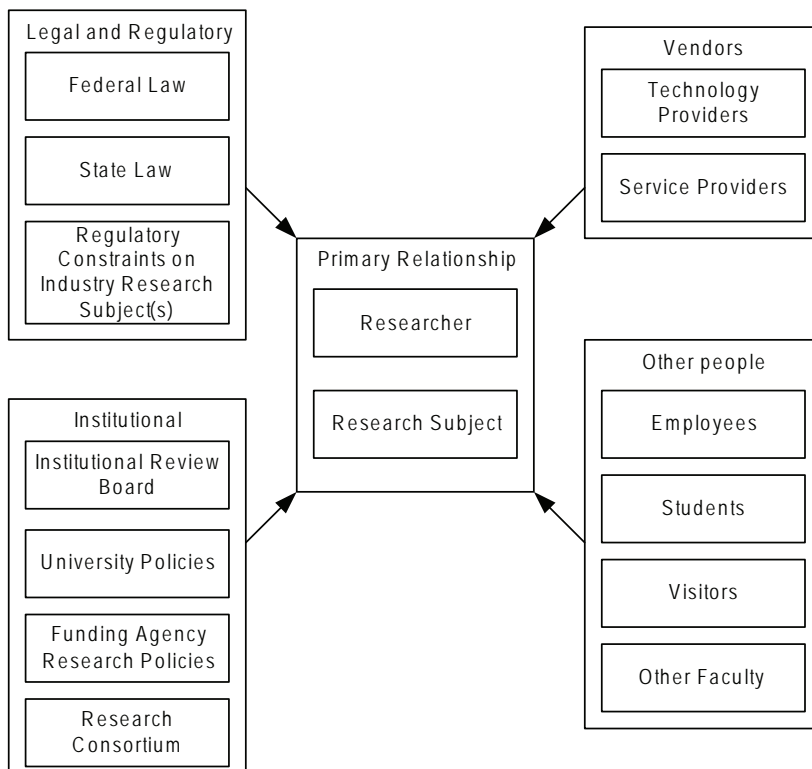 Legal and Regulatory
Federal Law
State Law
Regulatory
Constraints on
Industry Research
Subject(s)
Institutional
Institutional Review
Board
University Policies
Funding Agency
Research Policies
Research
Consortium
Primary Relationship
Researcher
Research Subject
Vendors
Technology
Providers
Service Providers
Other people
Employees
Students
Visitors
Other Faculty